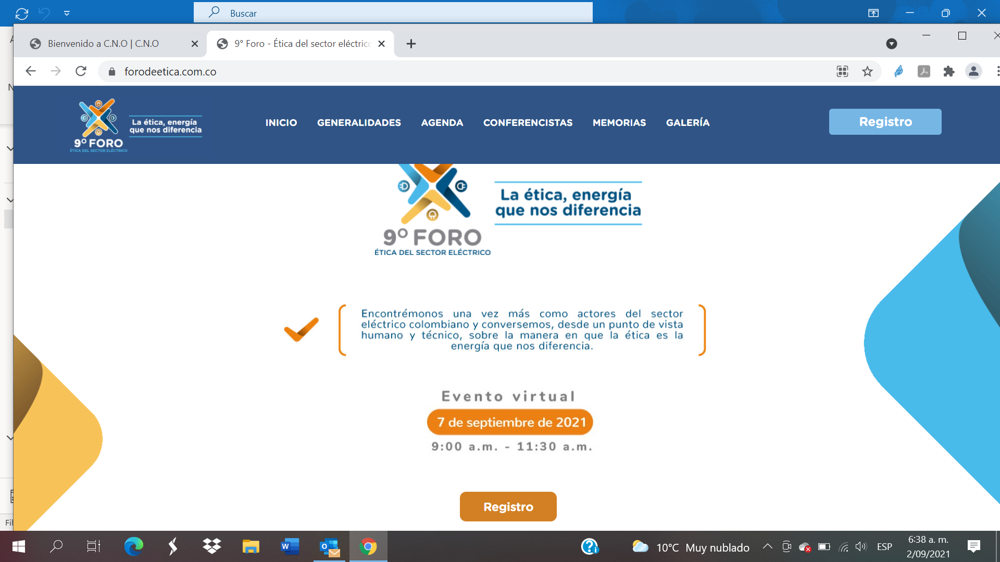 Buscar
Bienvenido a C.N.O | C.N.O
9° Foro - Ética del sector eléctrico
forodeetica.com.co
La ética, energía
que nos diferencia
9º FORO
ÉTICA DEL SECTOR ELÉCTRICO
INICIO GENERALIDADES AGENDA CONFERENCISTAS MEMORIAS GALERÍA
Registro
La ética, energía
que nos diferencia
9º FORO
ÉTICA DEL SECTOR ELÉCTRICO
Encontrémonos una vez más como actores del sector
eléctrico colombiano y conversemos, desde un punto de vista
humano y técnico, sobre la manera en que la ética es la
energía que nos diferencia.
Evento virtual
7 de septiembre de 2021
9:00 a.m. - 11:30 a.m.
Registro
Fil
10°C Muy nublado
ESP
6:38 a. m.
2/09/2021